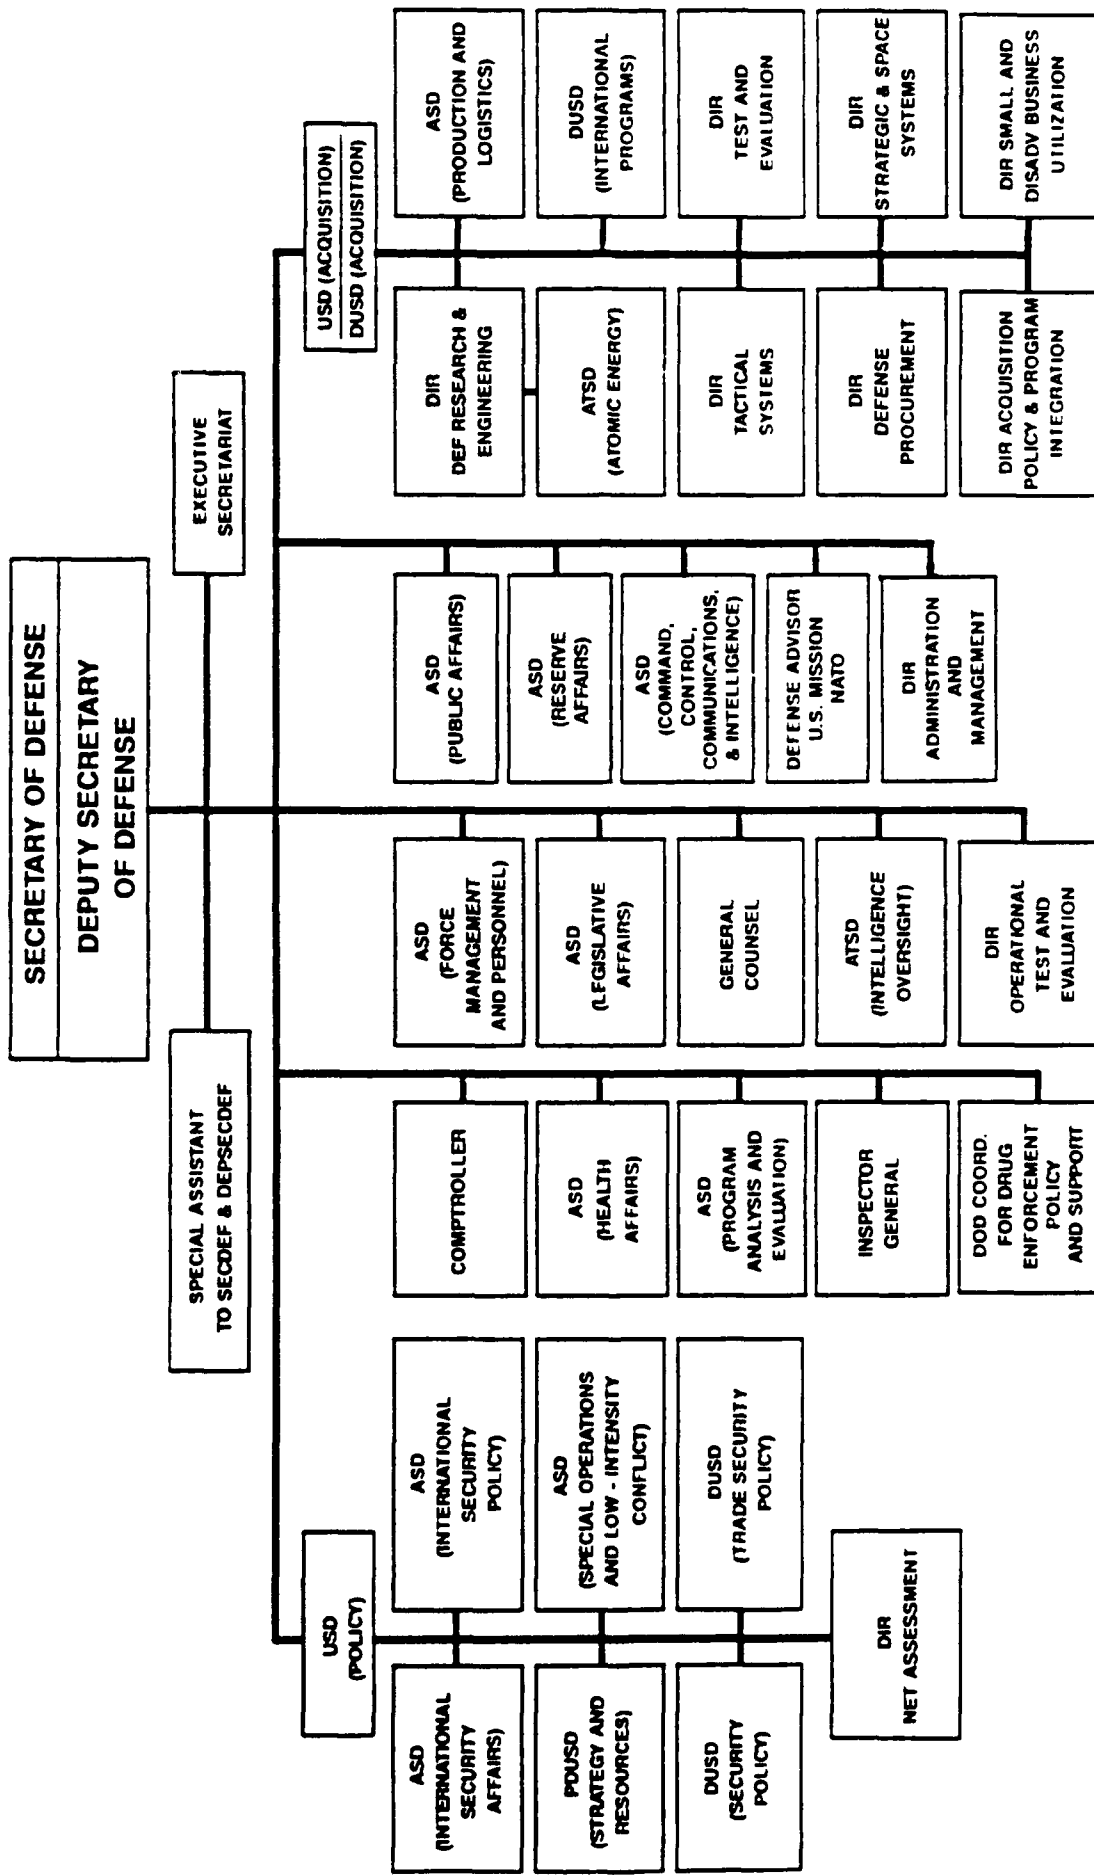 SECRETARY OF DEFENSE
DEPUTY SECRETARY
OF DEFENSE
SPECIAL ASSISTANT
TO SECDEF & DEPSECDEF
EXECUTIVE
SECRETARIAT
USD
(POLICY)
ASD
(INTERNATIONAL
SECURITY
AFFAIRS)
ASD
(INTERNATIONAL
SECURITY
POLICY)
PDUSD
(STRATEGY AND
RESOURCES)
ASD
(SPECIAL OPERATIONS
AND LOW - INTENSITY
CONFLICT)
DUSD
(SECURITY
POLICY)
DUSD
(TRADE SECURITY
POLICY)
DIR
NET ASSESSMENT
COMPTROLLER
ASD
(HEALTH
AFFAIRS)
ASD
(PROGRAM
ANALYSIS AND
EVALUATION)
INSPECTOR
GENERAL
DOD COORD.
FOR DRUG
ENFORCEMENT
POLICY
AND SUPPORT
ASD
(FORCE
MANAGEMENT
AND PERSONNEL)
ASD
(LEGISLATIVE
AFFAIRS)
GENERAL
COUNSEL
ATSD
(INTELLIGENCE
OVERSIGHT)
DIR
OPERATIONAL
TEST AND
EVALUATION
ASD
(PUBLIC AFFAIRS)
ASD
(RESERVE
AFFAIRS)
ASD
(COMMAND,
CONTROL,
COMMUNICATIONS,
& INTELLIGENCE)
DEFENSE ADVISOR
U.S. MISSION
NATO
DIR
ADMINISTRATION
AND
MANAGEMENT
USD (ACQUISITION)
DUSD (ACQUISITION)
DIR
DEF RESEARCH &
ENGINEERING
ASD
(PRODUCTION AND
LOGISTICS)
ATSD
(ATOMIC ENERGY)
DUSD
(INTERNATIONAL
PROGRAMS)
DIR
TACTICAL
SYSTEMS
DIR
TEST AND
EVALUATION
DIR
DEFENSE
PROCUREMENT
DIR
STRATEGIC & SPACE
SYSTEMS
DIR ACQUISITION
POLICY & PROGRAM
INTEGRATION
DIR SMALL AND
DISADV BUSINESS
UTILIZATION